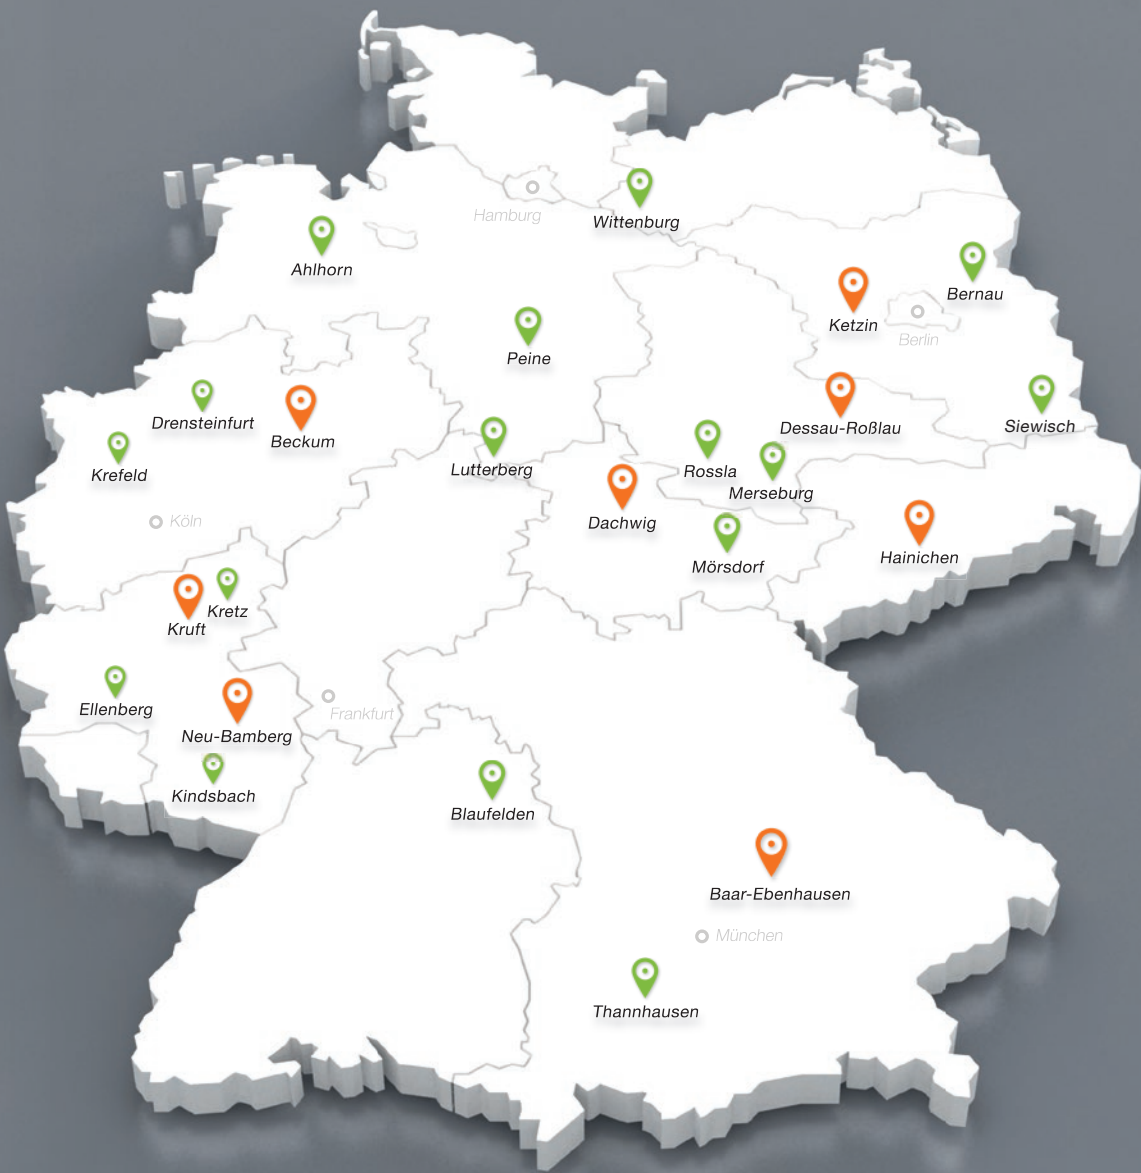 Hamburg
Wittenburg
Ahlhorn
Bernau
Ketzin
Berlin
Peine
Drensteinfurt
Beckum
Dessau-Roßlau
Siewisch
Krefeld
Lutterberg
Rossla
Merseburg
Köln
Dachwig
Hainichen
Mörsdorf
Kretz
Kruft
Ellenberg
Frankfurt
Neu-Bamberg
Kindsbach
Blaufelden
Baar-Ebenhausen
München
Thannhausen